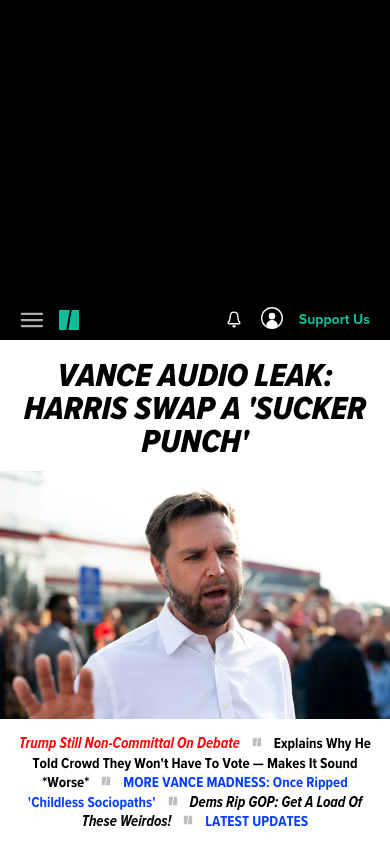 Support Us
VANCE AUDIO LEAK:
HARRIS SWAP A 'SUCKER
PUNCH'
Trump Still Non-Committal On Debate Explains Why He
Told Crowd They Won't Have To Vote — Makes It Sound
*Worse* MORE VANCE MADNESS: Once Ripped
'Childless Sociopaths' Dems Rip GOP: Get A Load Of
These Weirdos! LATEST UPDATES